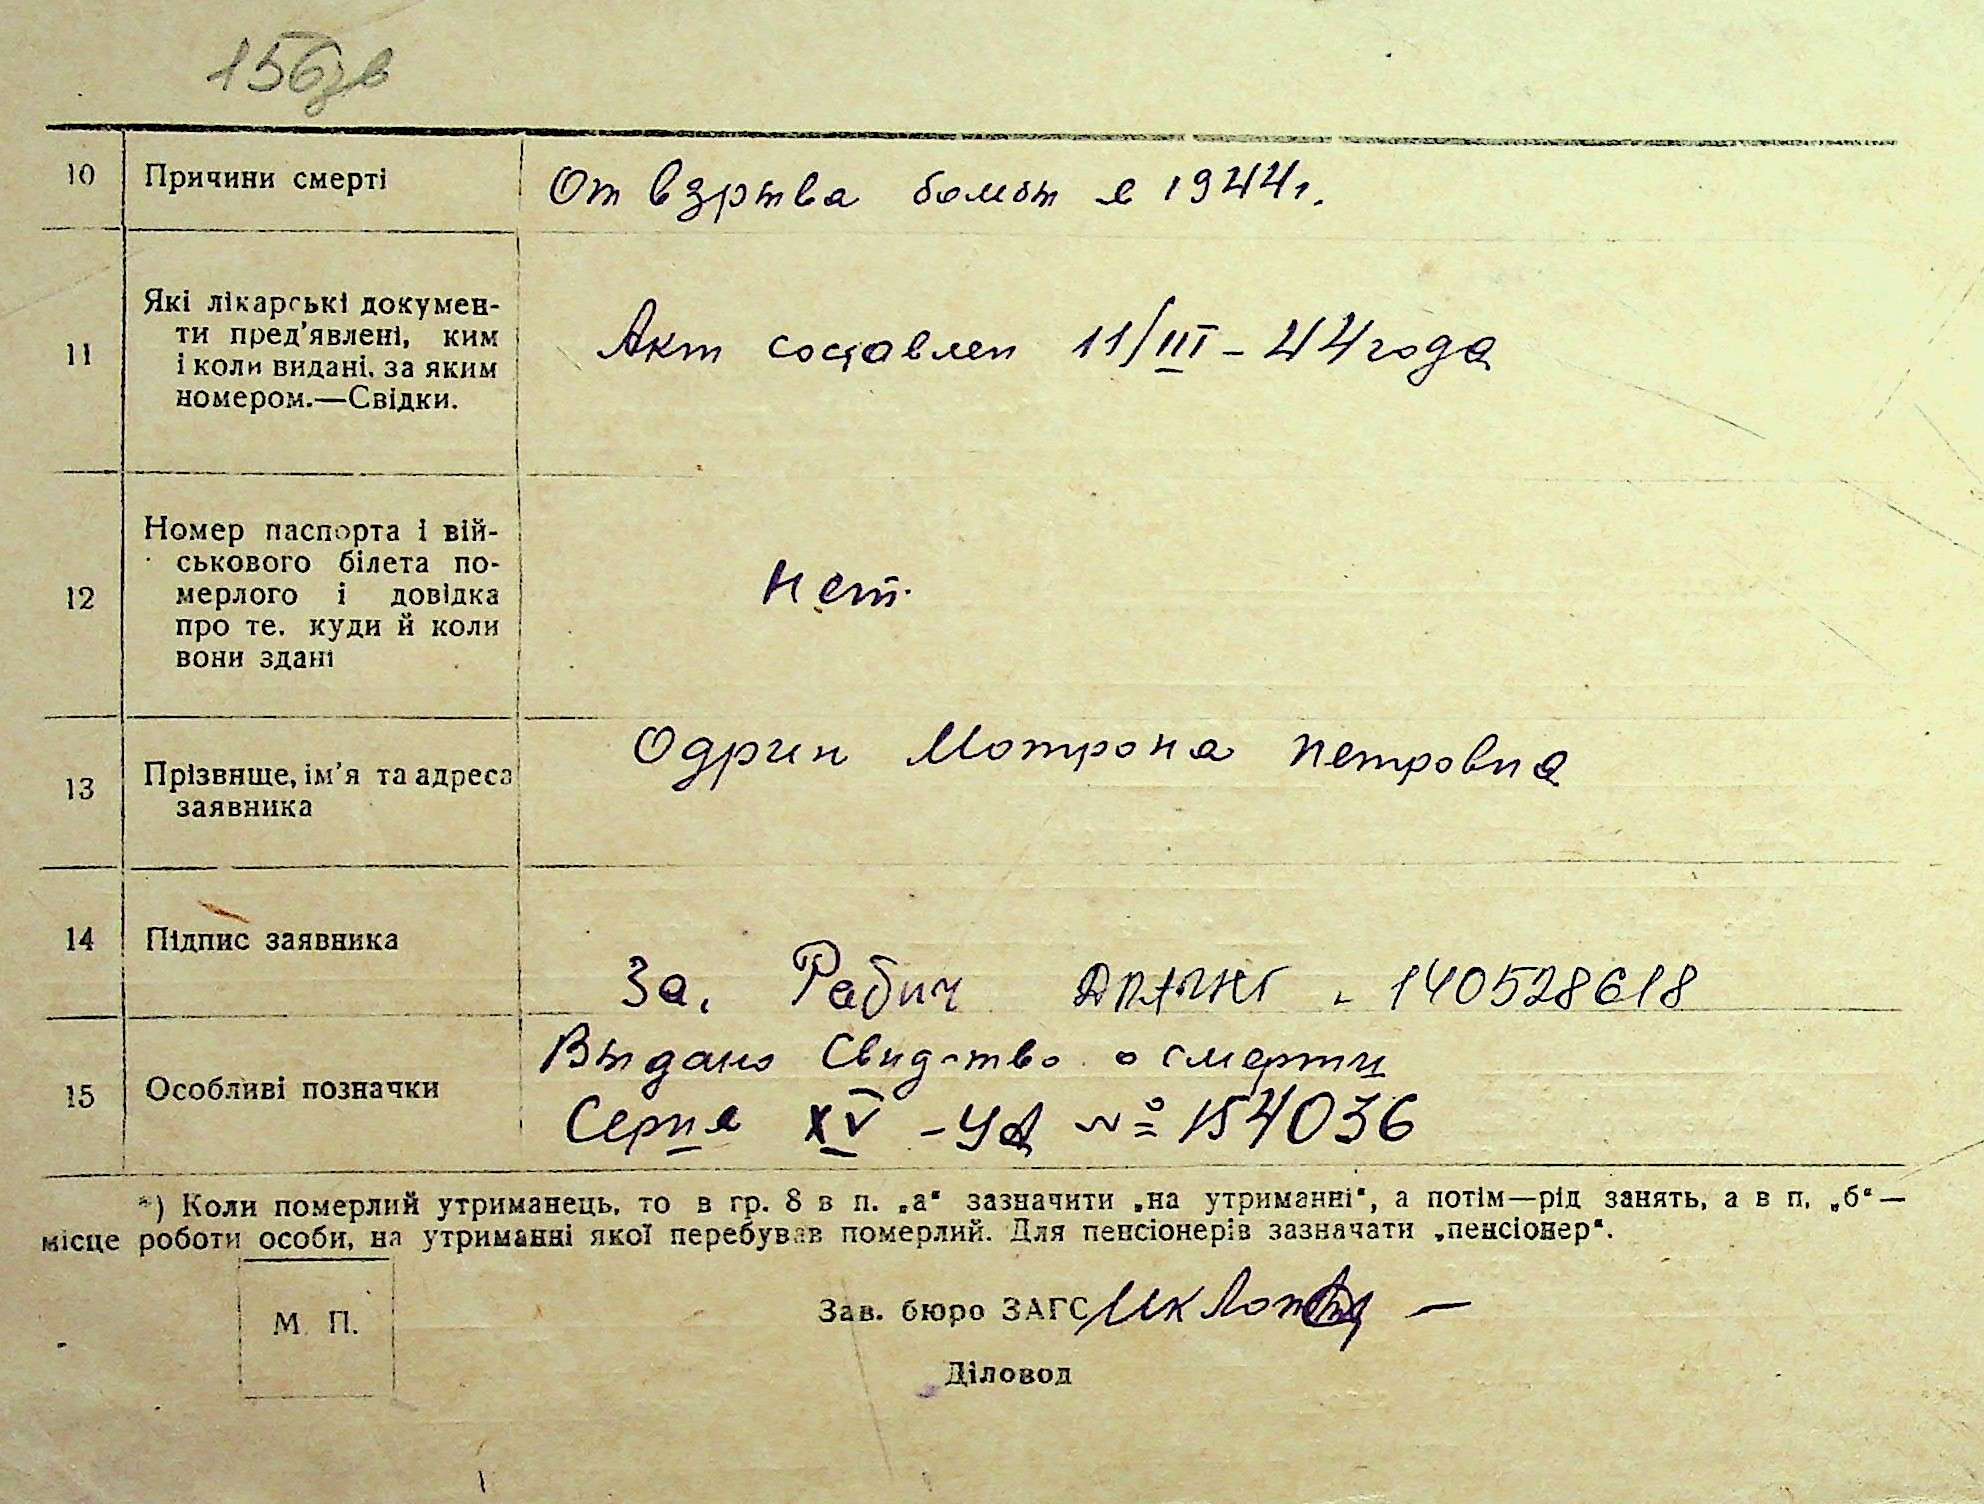 156зв
10 Причини смерті От взрыва бомбы в 1944г.
11 Які лікарські докумен-
ти пред'явлені, ким
і коли видані, за яким
номером.—Свідки.
Акт составлен 11/III-44 года
12 Номер паспорта і вій-
ськового білета по-
мерлого і довідка
про те, куди й коли
вони здані
Нет.
13 Прізвище, ім'я та адреса
заявника
Одрин Мотрона Петровна
14 Підпис заявника
За, Рабич 140528618
15 Особливі позначки
Выдано Свид-тво о смерти
Серия XV -УА № 154036
*) Коли померлий утриманець, то в гр. 8 в п. „а“ зазначити „на утриманні“, а потім—рід занять, а в п. „б“—
місце роботи особи, на утриманні якої перебував померлий. Для пенсіонерів зазначати „пенсіонер“.
М. П.
Зав. бюро ЗАГС
Діловод